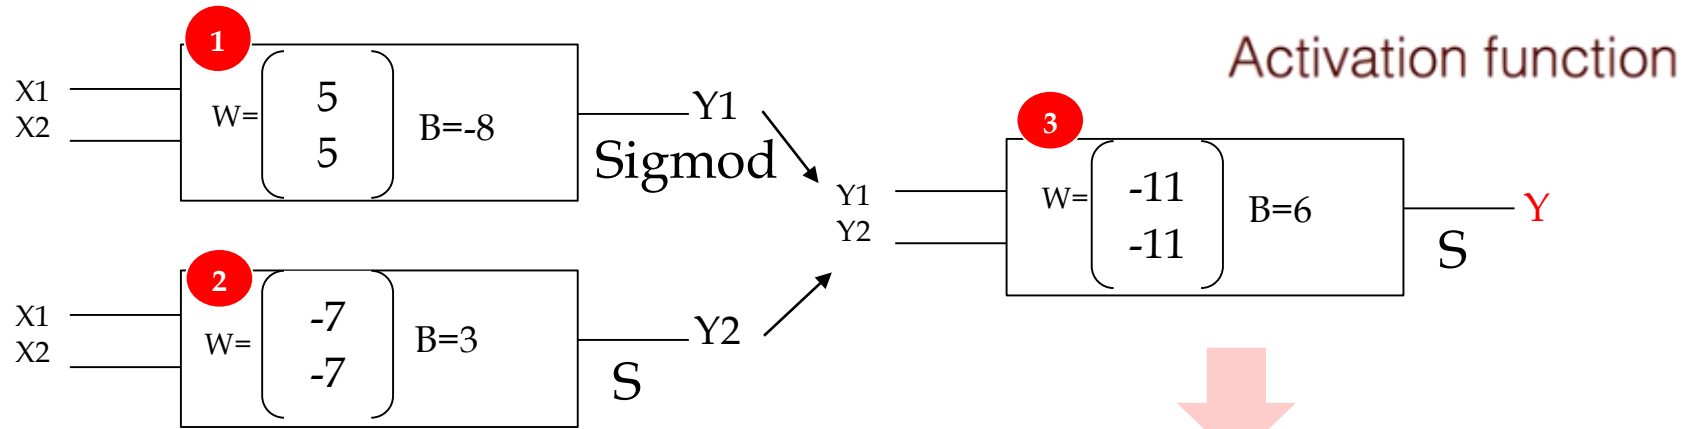 Activation function
1
X1
X2
W=
5
5
B=-8
Y1
Sigmod
2
X1
X2
W=
-7
-7
B=3
Y2
S
3
Y1
Y2
W=
-11
-11
B=6
Y
S